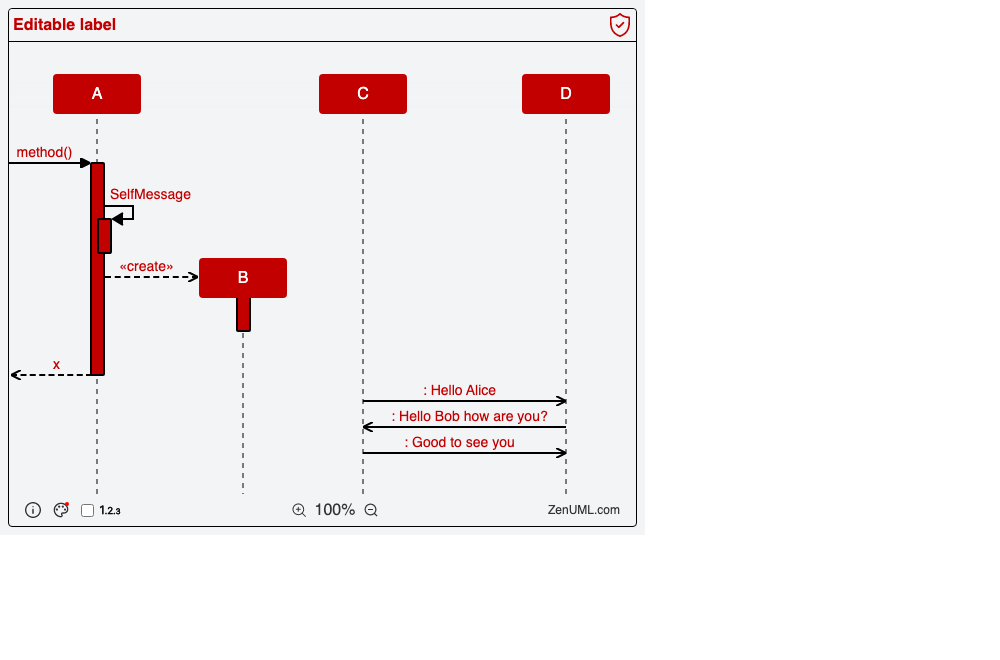 Editable label
A
C
D
method()
SelfMessage
«create»
B
x
: Hello Alice
: Hello Bob how are you?
: Good to see you
1.2.3
100%
ZenUML.com